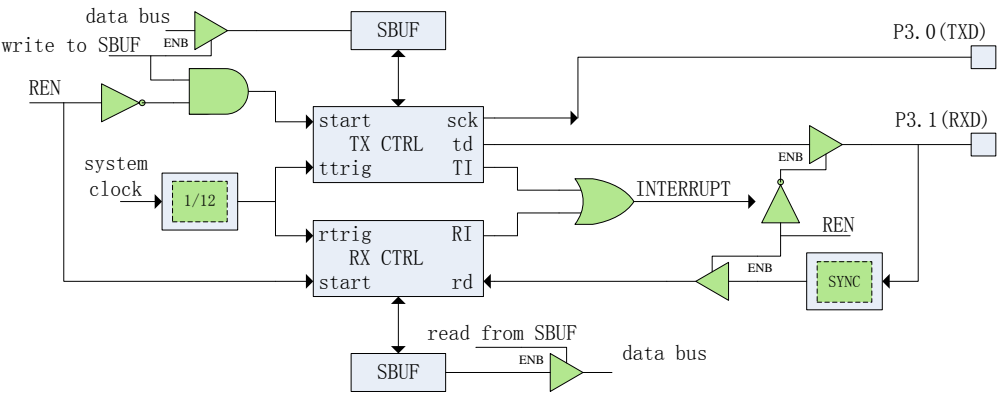 data bus
SBUF
P3.0(TXD)
ENB
write to SBUF
REN
start
sck
P3.1(RXD)
TX CTRL
td
ENB
system
clock
ttrig
TI
1/12
INTERRUPT
rtrig
RI
REN
RX CTRL
ENB
start
rd
SYNC
read from SBUF
SBUF
ENB
data bus